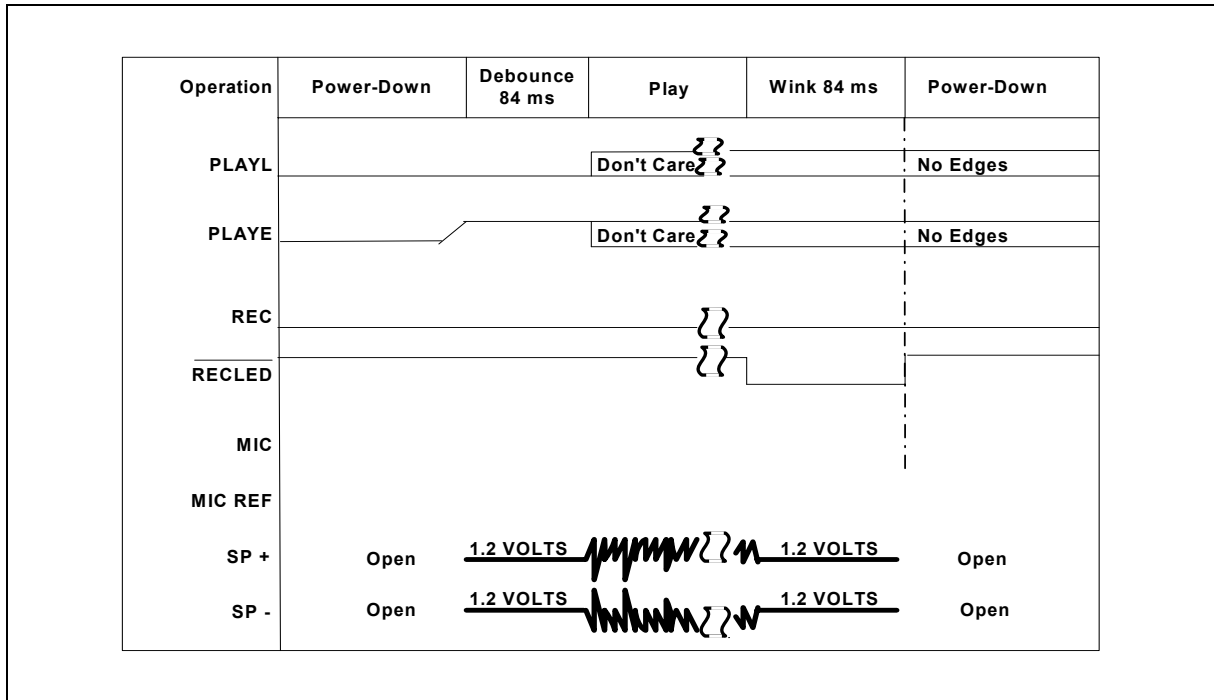 Operation Power-Down Debounce 84 ms Play Wink 84 ms Power-Down
PLAYL Don't Care No Edges
PLAYE Don't Care No Edges
REC
RECLED
MIC
MIC REF
SP + Open 1.2 VOLTS 1.2 VOLTS Open
SP - Open 1.2 VOLTS 1.2 VOLTS Open